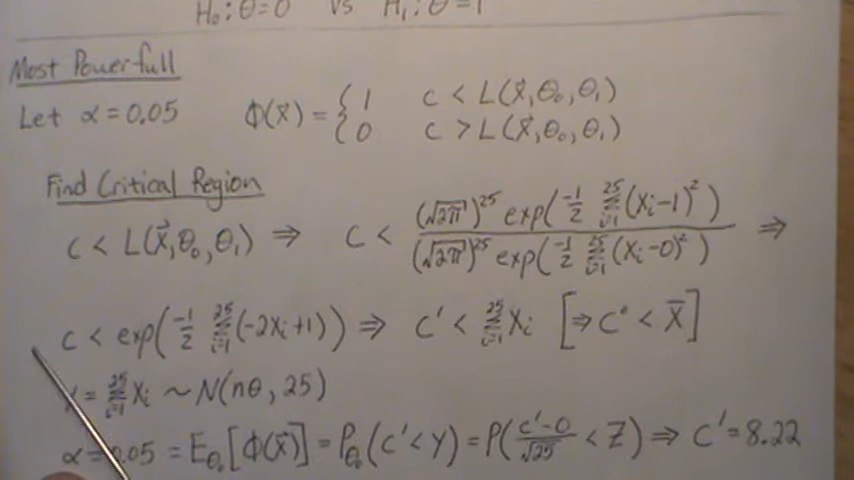 H₀: θ=0 vs H₁: θ=1
Most Powerfull
Let α = 0.05 Φ(x⃗) = { 1 c < L(x⃗,θ₀,θ₁)
{ 0 c > L(x⃗,θ₀,θ₁)
Find Critical Region
c < L(x⃗,θ₀,θ₁) ⇒ c < (√2π)²⁵ exp(-1/2 Σᵢ₌₁²⁵ (xᵢ-1)²) / (√2π)²⁵ exp(-1/2 Σᵢ₌₁²⁵ (xᵢ-0)²) ⇒
c < exp(-1/2 Σᵢ₌₁²⁵ (-2xᵢ+1)) ⇒ c' < Σᵢ₌₁²⁵ xᵢ [⇒ c" < x̄]
Y = Σᵢ₌₁²⁵ xᵢ ~ N(nθ, 25)
α = 0.05 = E_θ₀[Φ(x⃗)] = P_θ₀(c' < Y) = P((c'-0)/√25 < Z) ⇒ c' = 8.22